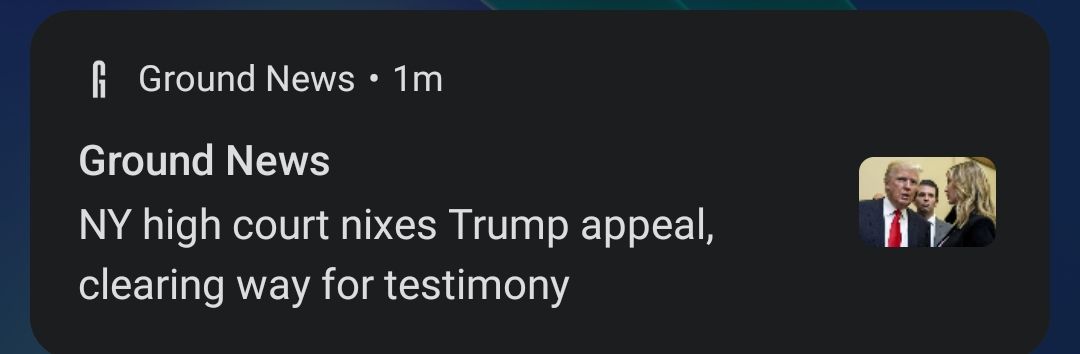 Ground News • 1m
Ground News
NY high court nixes Trump appeal,
clearing way for testimony